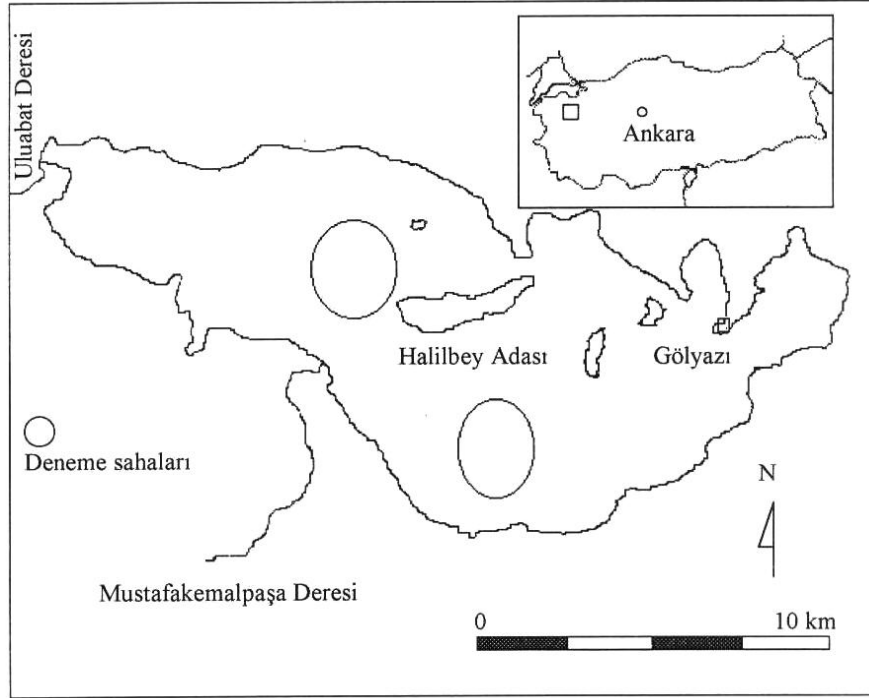 Uluabat Deresi
Ankara
Halilbey Adası
Gölyazı
Deneme sahaları
N
Mustafakemalpaşa Deresi
0 10 km